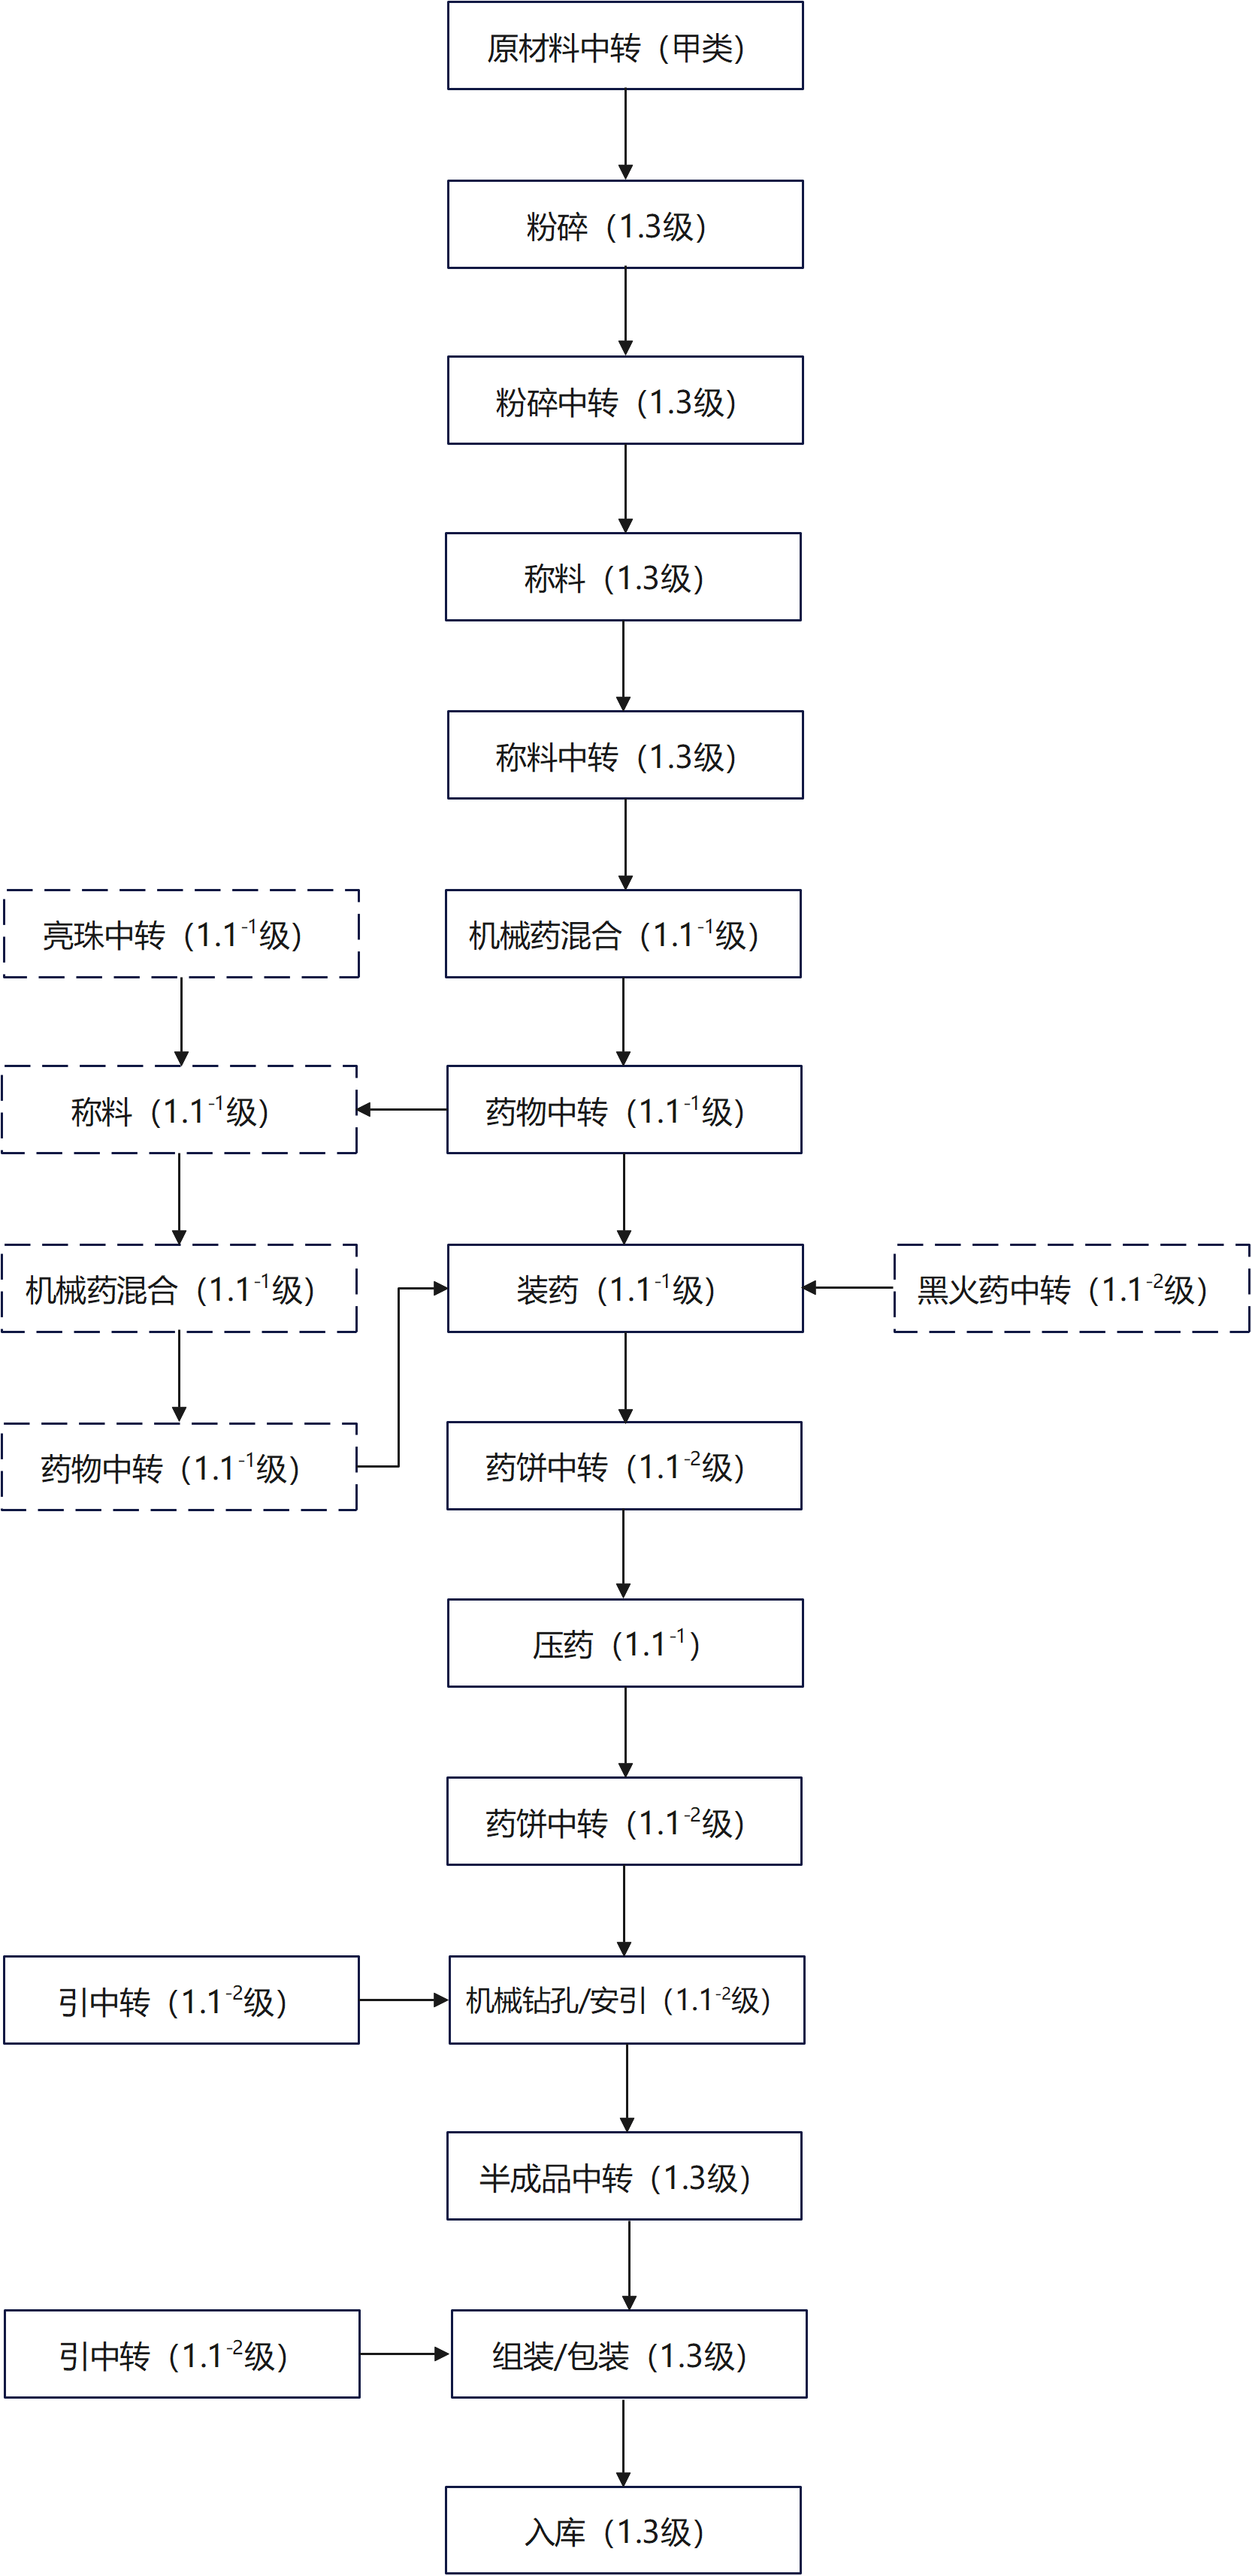 原材料中转（甲类）
粉碎（1.3级）
粉碎中转（1.3级）
称料（1.3级）
称料中转（1.3级）
亮珠中转（1.1⁻¹级）
机械药混合（1.1⁻¹级）
称料（1.1⁻¹级）
药物中转（1.1⁻¹级）
机械药混合（1.1⁻¹级）
装药（1.1⁻¹级）
黑火药中转（1.1⁻²级）
药物中转（1.1⁻¹级）
药饼中转（1.1⁻²级）
压药（1.1⁻¹）
药饼中转（1.1⁻²级）
引中转（1.1⁻²级）
机械钻孔/安引（1.1⁻²级）
半成品中转（1.3级）
引中转（1.1⁻²级）
组装/包装（1.3级）
入库（1.3级）